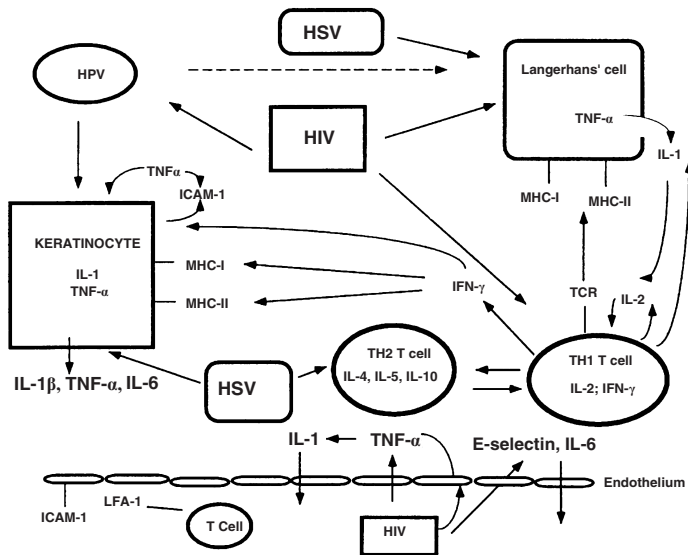 HSV
HPV
Langerhans' cell
HIV
TNF-α
IL-1
TNFα
ICAM-1
MHC-I
MHC-II
KERATINOCYTE
IL-1
TNF-α
MHC-I
MHC-II
IFN-γ
TCR
IL-2
TH2 T cell
IL-4, IL-5, IL-10
TH1 T cell
IL-2; IFN-γ
IL-1β, TNF-α, IL-6
HSV
IL-1
TNF-α
E-selectin, IL-6
Endothelium
LFA-1
ICAM-1
T Cell
HIV